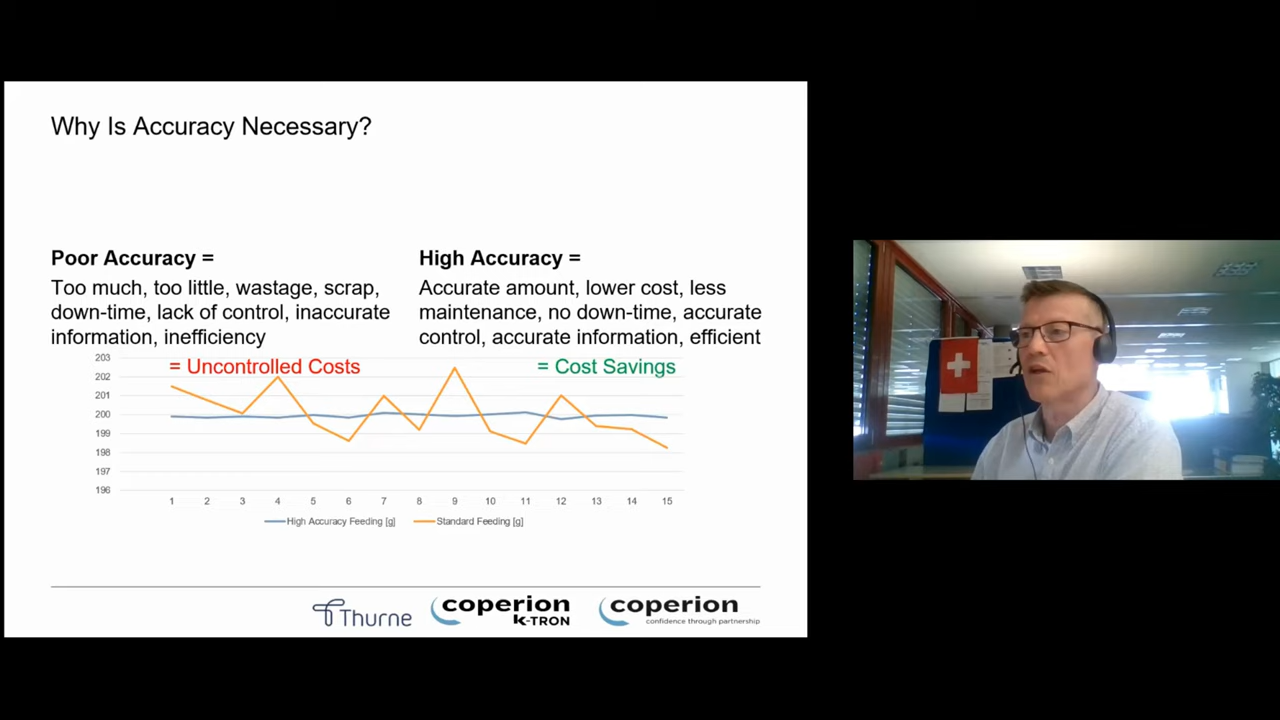 Why Is Accuracy Necessary?
Poor Accuracy =
Too much, too little, wastage, scrap,
down-time, lack of control, inaccurate
information, inefficiency
= Uncontrolled Costs
High Accuracy =
Accurate amount, lower cost, less
maintenance, no down-time, accurate
control, accurate information, efficient
= Cost Savings
203
202
201
200
199
198
197
196
1 2 3 4 5 6 7 8 9 10 11 12 13 14 15
High Accuracy Feeding [g] Standard Feeding [g]
Thurne
coperion
K-TRON
coperion
confidence through partnership